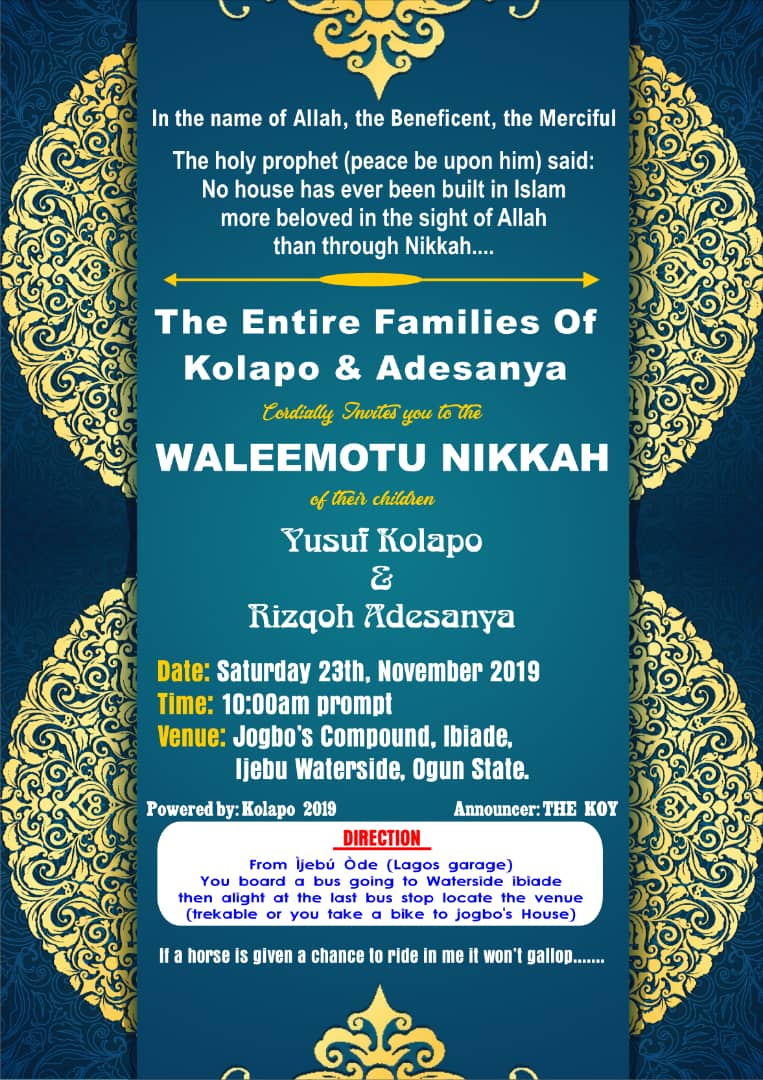 In the name of Allah, the Beneficent, the Merciful
The holy prophet (peace be upon him) said:
No house has ever been built in Islam
more beloved in the sight of Allah
than through Nikkah....
The Entire Families Of
Kolapo & Adesanya
Cordially Invites you to the
WALEEMOTU NIKKAH
of their children
Yusuf Kolapo
&
Rizqoh Adesanya
Date: Saturday 23th, November 2019
Time: 10:00am prompt
Venue: Jogbo's Compound, Ibiade,
Ijebu Waterside, Ogun State.
Powered by: Kolapo 2019 Announcer: THE KOY
DIRECTION
From Ìjebú Òde (Lagos garage)
You board a bus going to Waterside ibiade
then alight at the last bus stop locate the venue
(trekable or you take a bike to jogbo's House)
If a horse is given a chance to ride in me it won't gallop.......